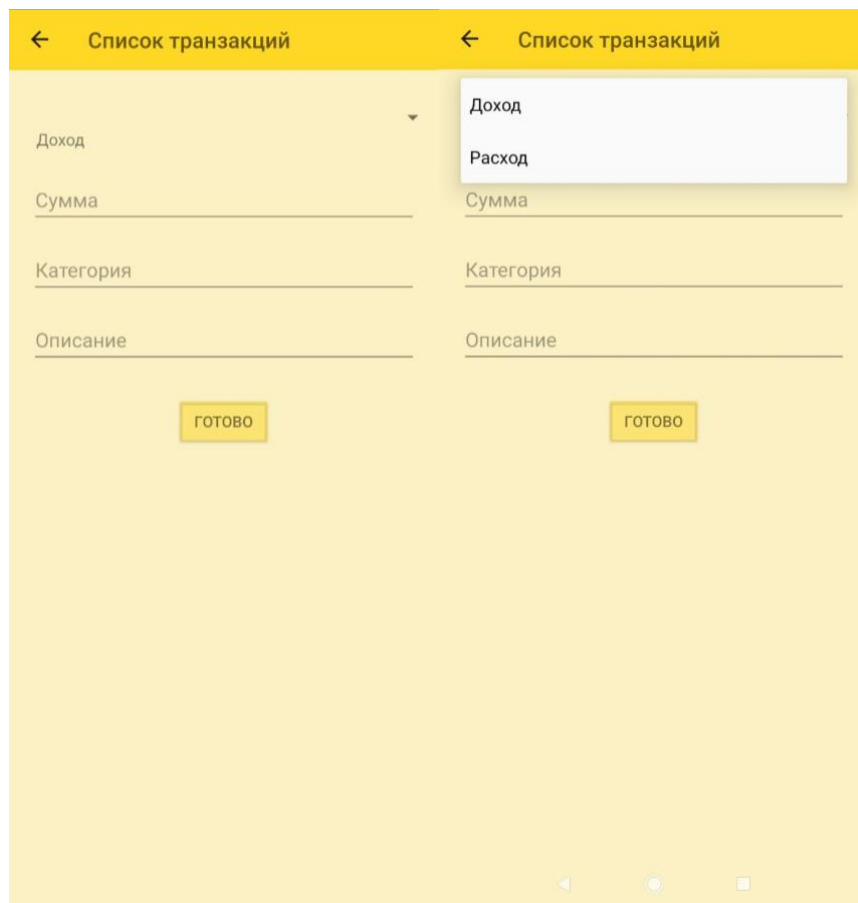 Список транзакций
Доход
Сумма
Категория
Описание
ГОТОВО
Список транзакций
Доход
Расход
Сумма
Категория
Описание
ГОТОВО